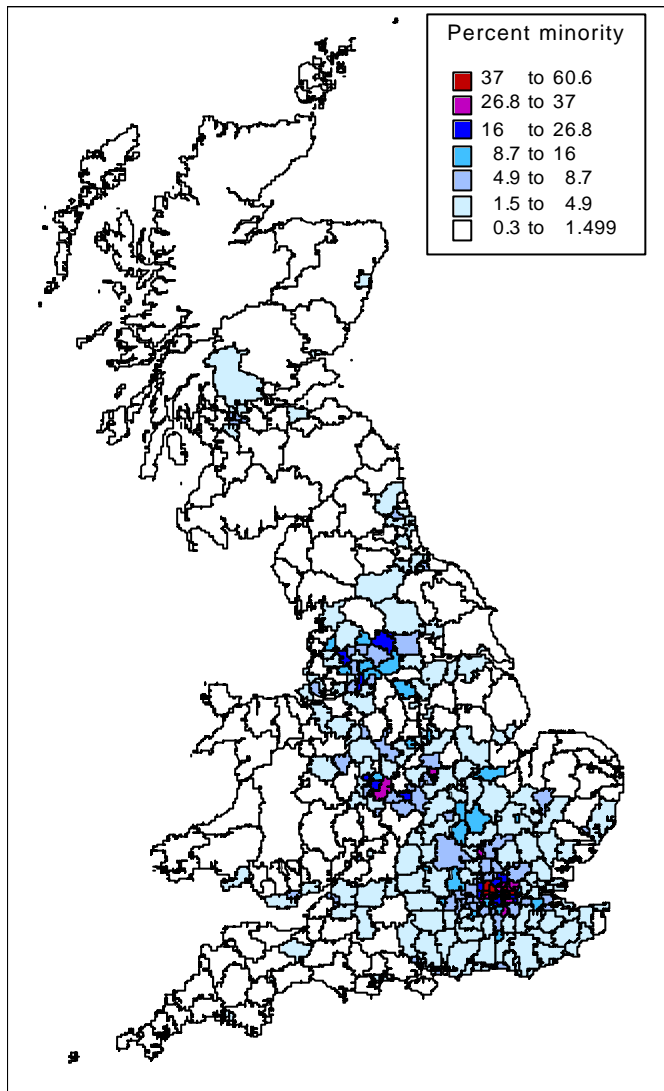 Percent minority
37 to 60.6
26.8 to 37
16 to 26.8
8.7 to 16
4.9 to 8.7
1.5 to 4.9
0.3 to 1.499